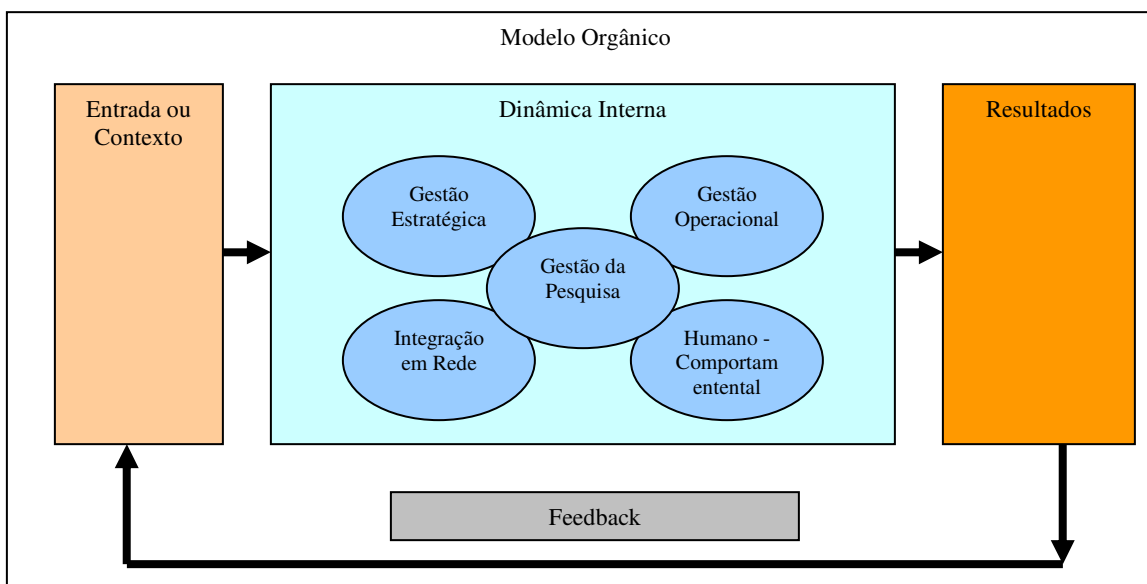 Modelo Orgânico
Entrada ou
Contexto
Dinâmica Interna
Resultados
Gestão
Estratégica
Gestão
Operacional
Gestão da
Pesquisa
Integração
em Rede
Humano -
Comportam
entental
Feedback